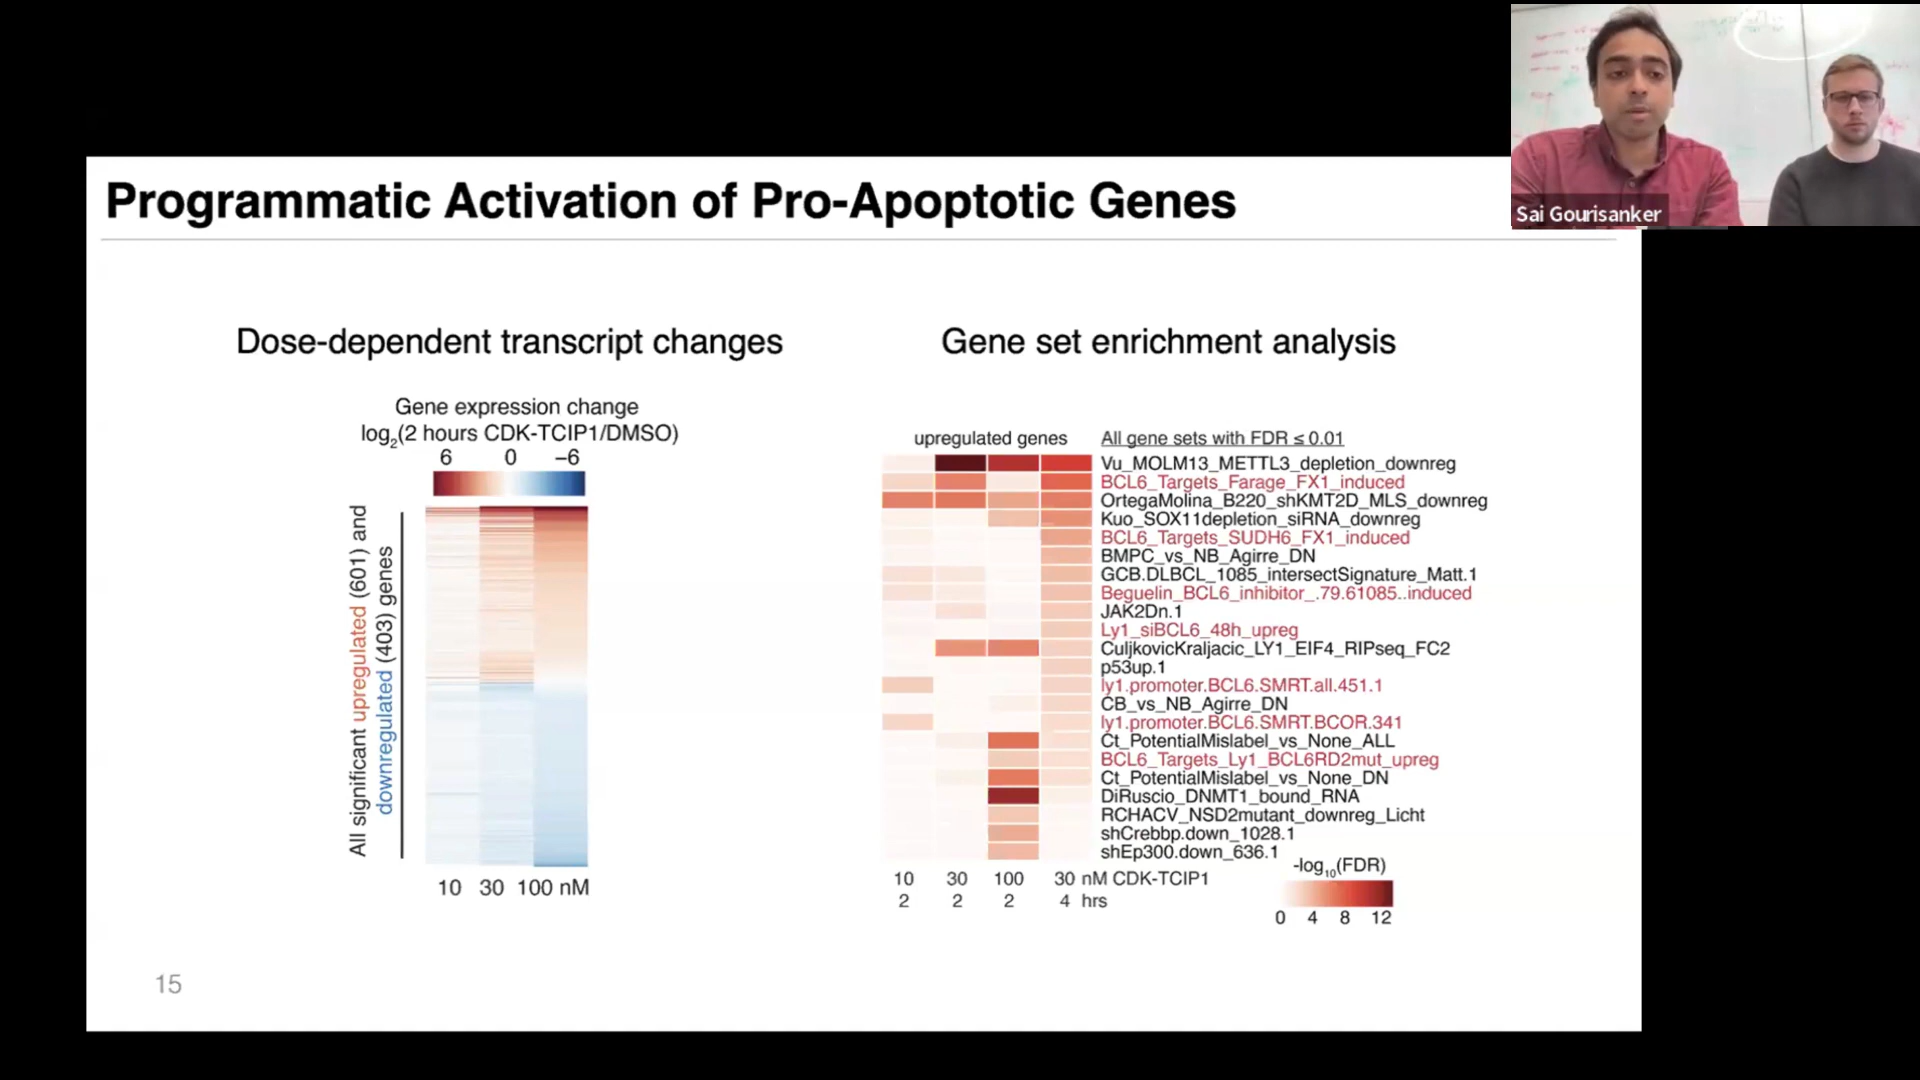 Sai Gourisanker
Programmatic Activation of Pro-Apoptotic Genes
Dose-dependent transcript changes
Gene expression change
log2(2 hours CDK-TCIP1/DMSO)
6 0 −6
All significant upregulated (601) and
downregulated (403) genes
10 30 100 nM
Gene set enrichment analysis
upregulated genes
All gene sets with FDR ≤ 0.01
Vu_MOLM13_METTL3_depletion_downreg
BCL6_Targets_Farage_FX1_induced
OrtegaMolina_B220_shKMT2D_MLS_downreg
Kuo_SOX11depletion_siRNA_downreg
BCL6_Targets_SUDH6_FX1_induced
BMPC_vs_NB_Agirre_DN
GCB.DLBCL_1085_intersectSignature_Matt.1
Beguelin_BCL6_inhibitor_.79.61085..induced
JAK2Dn.1
Ly1_siBCL6_48h_upreg
CuljkovicKraljacic_LY1_EIF4_RIPseq_FC2
p53up.1
ly1.promoter.BCL6.SMRT.all.451.1
CB_vs_NB_Agirre_DN
ly1.promoter.BCL6.SMRT.BCOR.341
Ct_PotentialMislabel_vs_None_ALL
BCL6_Targets_Ly1_BCL6RD2mut_upreg
Ct_PotentialMislabel_vs_None_DN
DiRuscio_DNMT1_bound_RNA
RCHACV_NSD2mutant_downreg_Licht
shCrebbp.down_1028.1
shEp300.down_636.1
10 30 100 30 nM CDK-TCIP1
2 2 2 4 hrs
-log10(FDR)
0 4 8 12
15